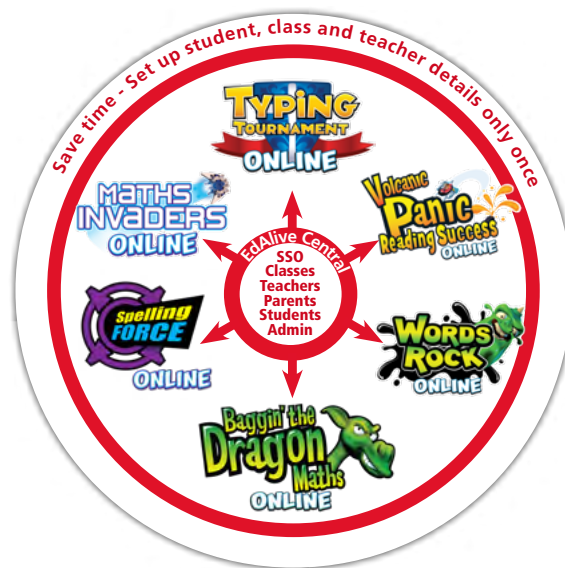 Save time - Set up student, class and teacher details only once
TYPING
TOURNAMENT
ONLINE
MATHS
INVADERS
ONLINE
Volcanic
Panic
Reading Success
ONLINE
EdAlive Central
SSO
Classes
Teachers
Parents
Students
Admin
Spelling
FORCE
ONLINE
WORDS
ROCK
ONLINE
Baggin' the
Dragon
Maths
ONLINE